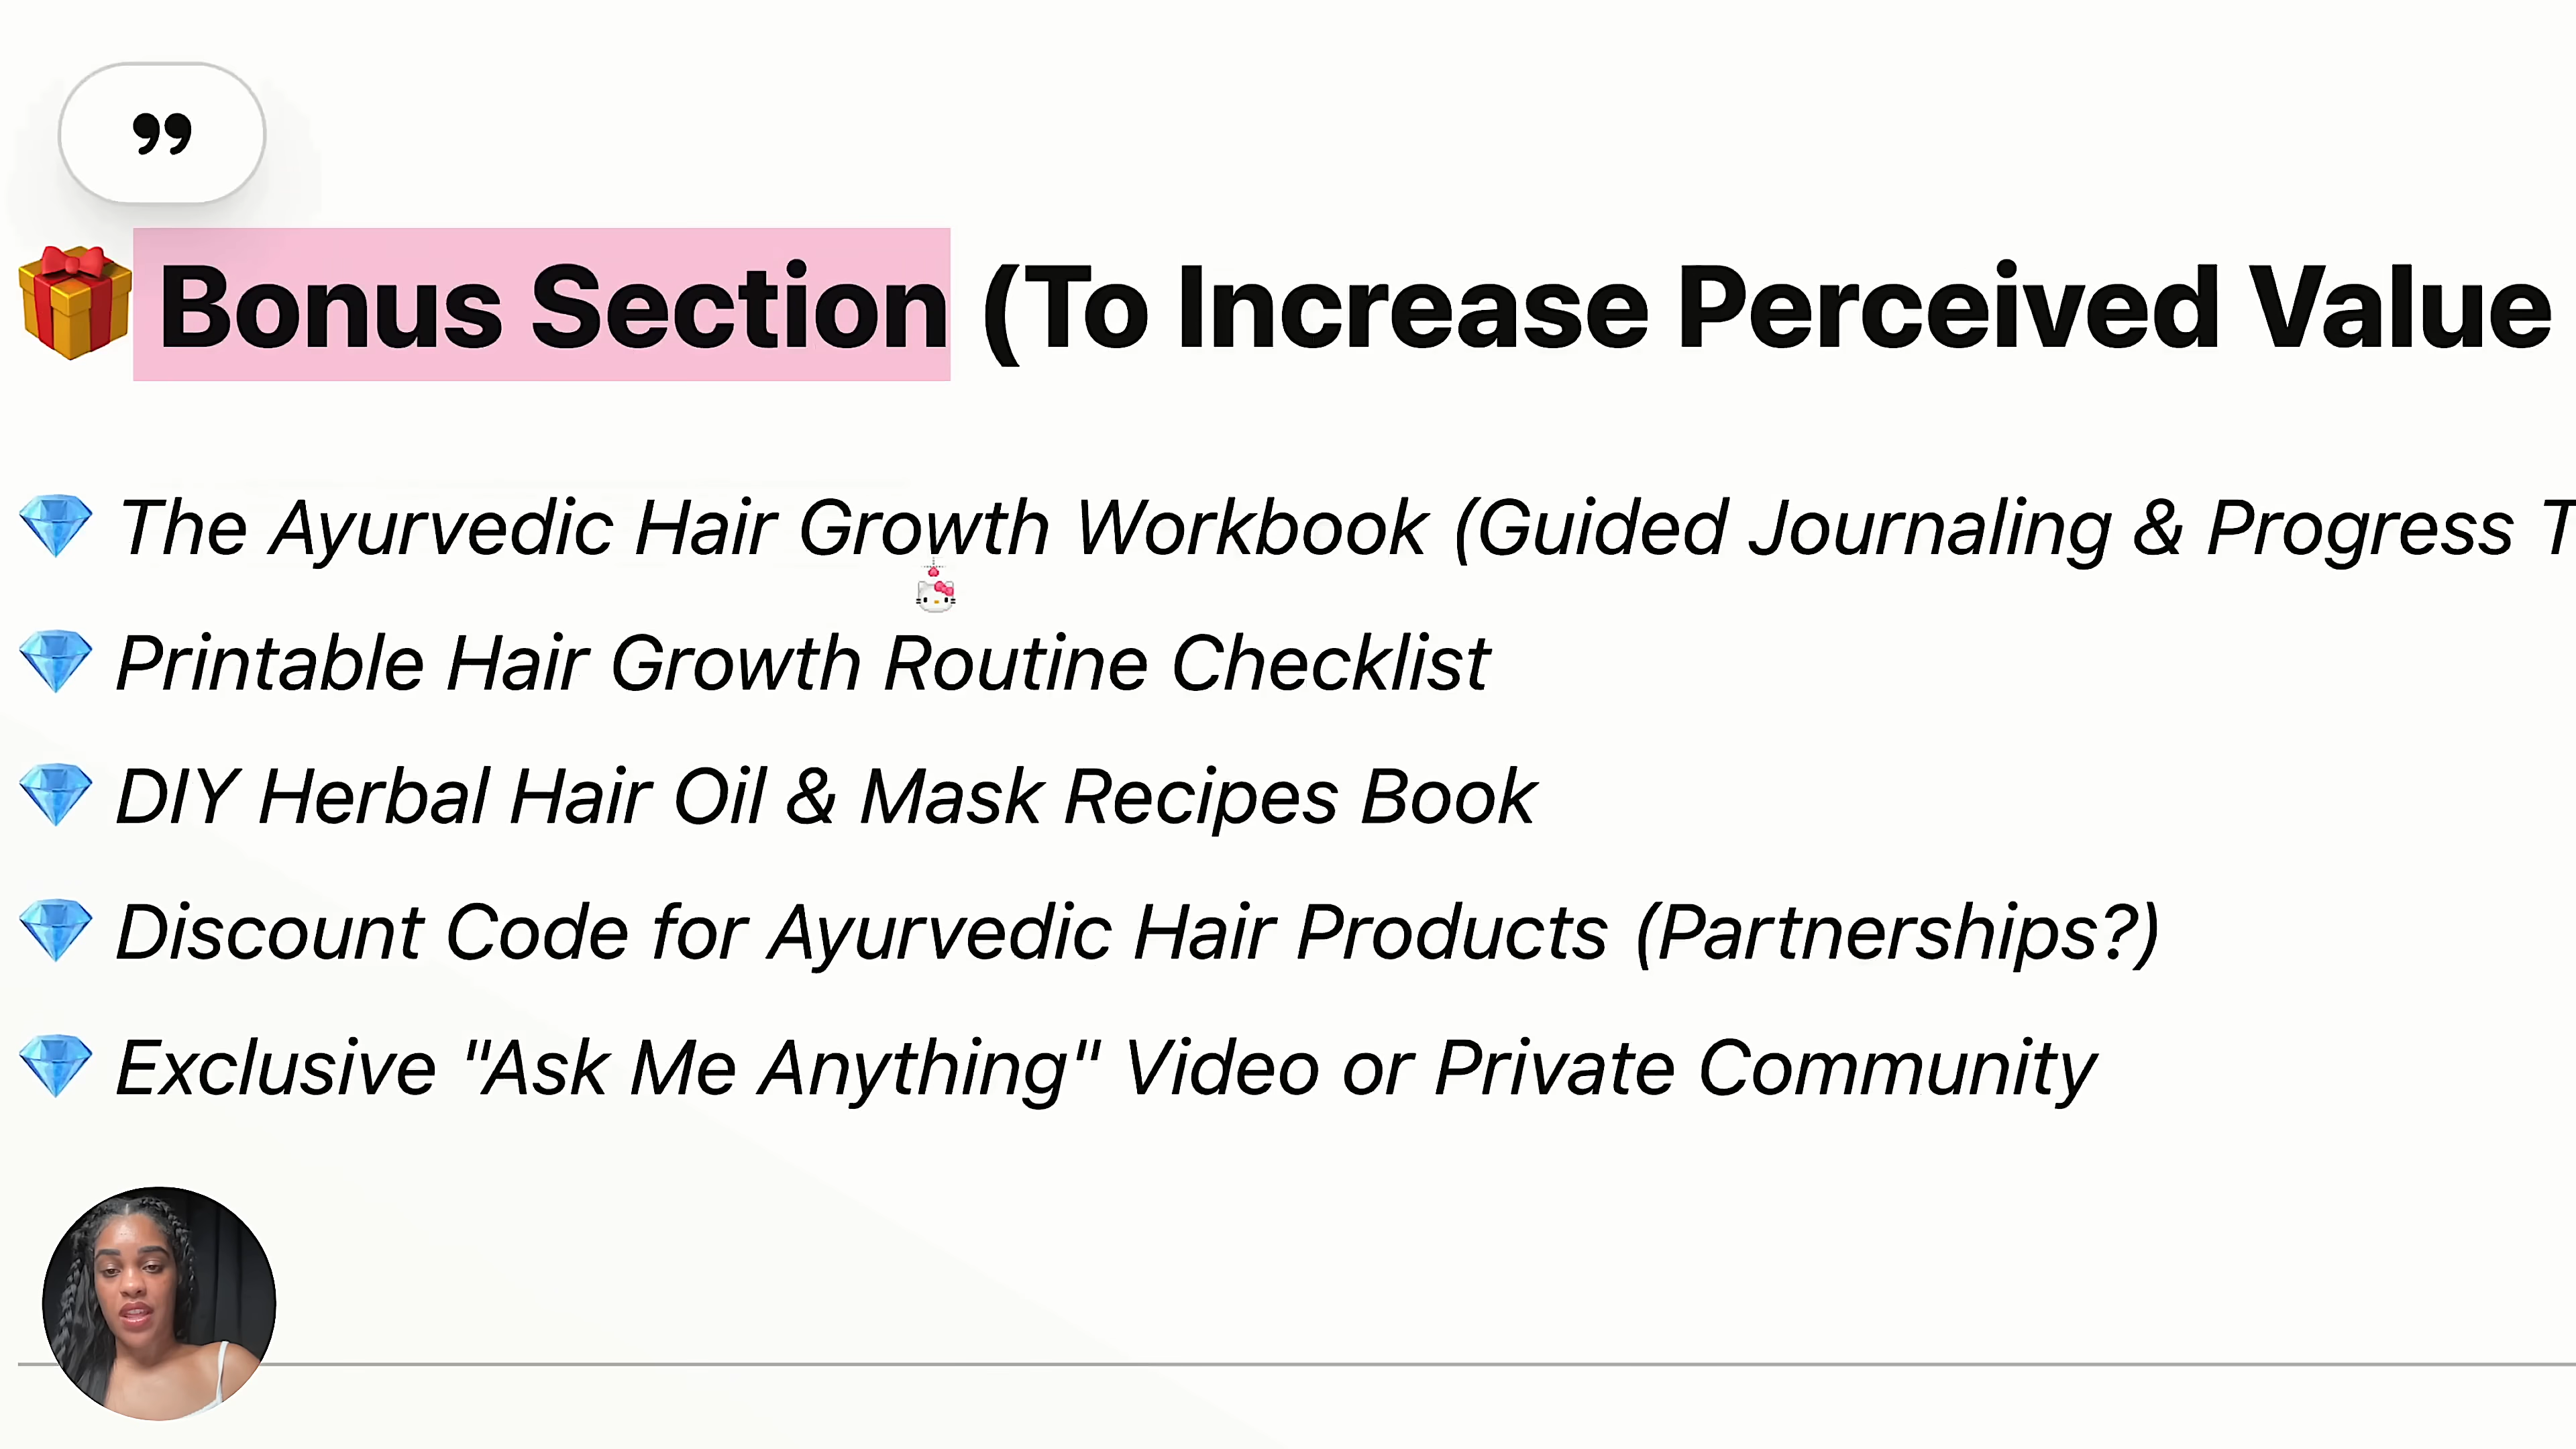 ”
🎁 Bonus Section (To Increase Perceived Value
💎 The Ayurvedic Hair Growth Workbook (Guided Journaling & Progress T
💎 Printable Hair Growth Routine Checklist
💎 DIY Herbal Hair Oil & Mask Recipes Book
💎 Discount Code for Ayurvedic Hair Products (Partnerships?)
💎 Exclusive "Ask Me Anything" Video or Private Community